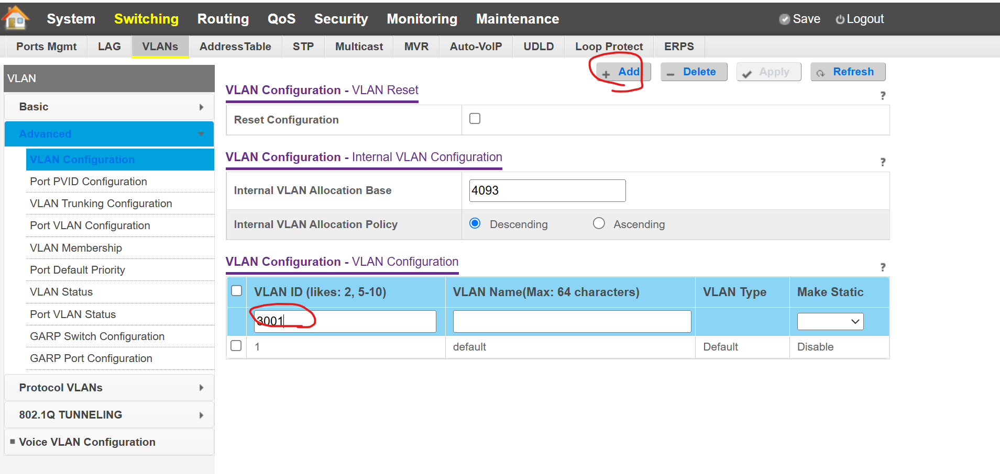 System Switching Routing QoS Security Monitoring Maintenance Save Logout
Ports Mgmt LAG VLANs AddressTable STP Multicast MVR Auto-VoIP UDLD Loop Protect ERPS
VLAN
Basic
Advanced
VLAN Configuration
Port PVID Configuration
VLAN Trunking Configuration
Port VLAN Configuration
VLAN Membership
Port Default Priority
VLAN Status
Port VLAN Status
GARP Switch Configuration
GARP Port Configuration
Protocol VLANs
802.1Q TUNNELING
Voice VLAN Configuration
Add Delete Apply Refresh
VLAN Configuration - VLAN Reset
?
Reset Configuration
VLAN Configuration - Internal VLAN Configuration
?
Internal VLAN Allocation Base 4093
Internal VLAN Allocation Policy Descending Ascending
VLAN Configuration - VLAN Configuration
?
VLAN ID (likes: 2, 5-10) VLAN Name(Max: 64 characters) VLAN Type Make Static
3001
1 default Default Disable